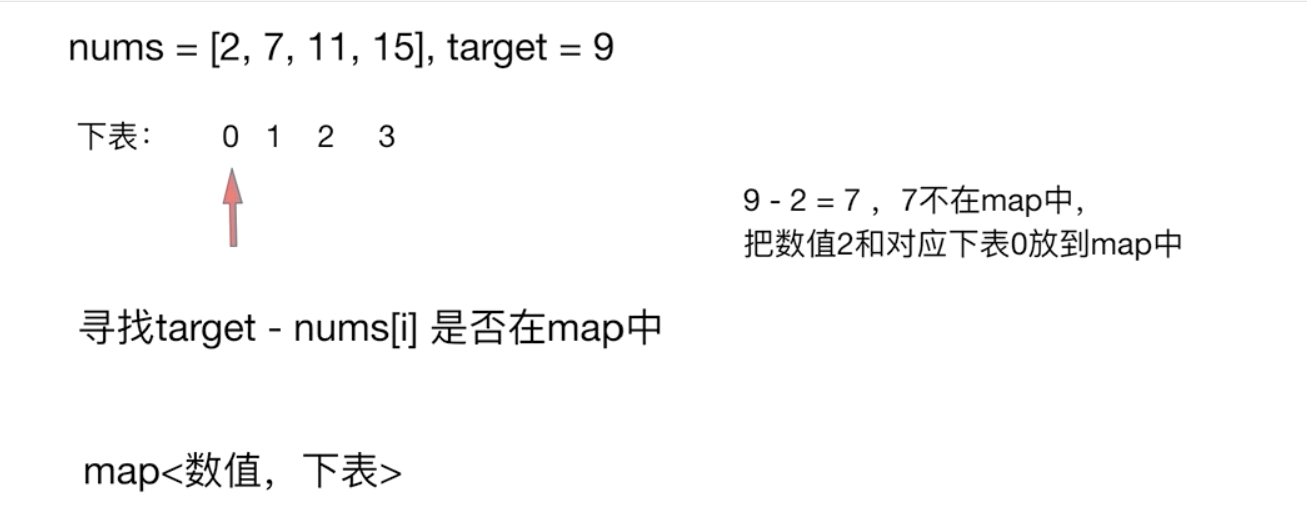 nums = [2, 7, 11, 15], target = 9
下表： 0 1 2 3
9 - 2 = 7 ，7不在map中，
把数值2和对应下表0放到map中
寻找target - nums[i] 是否在map中
map<数值，下表>